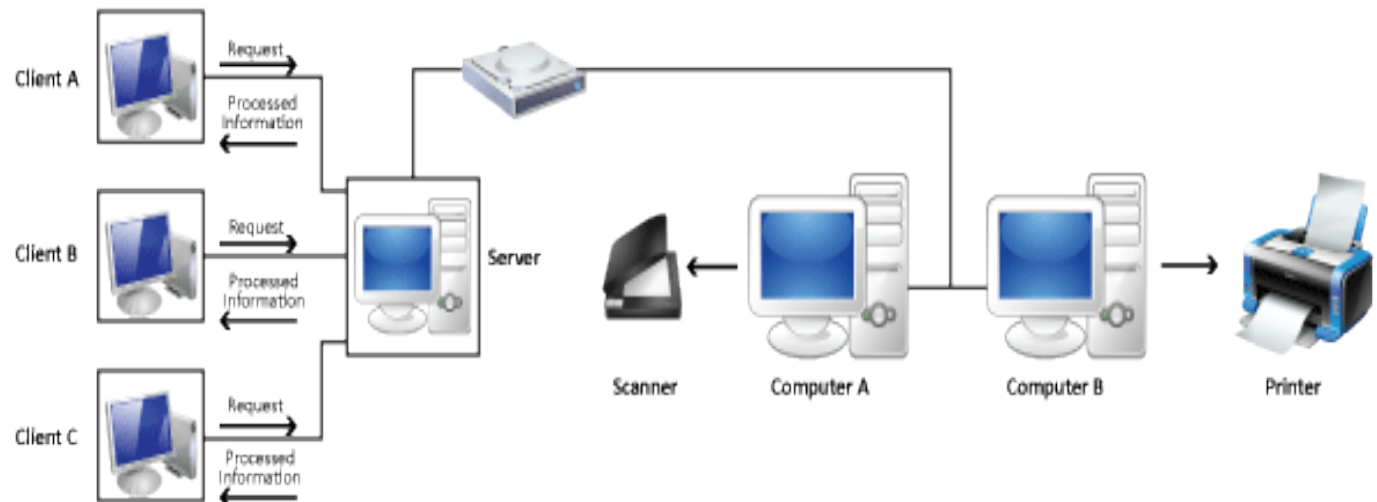 Client A
Request
Processed
Information
Client B
Request
Processed
Information
Server
Client C
Request
Processed
Information
Scanner
Computer A
Computer B
Printer